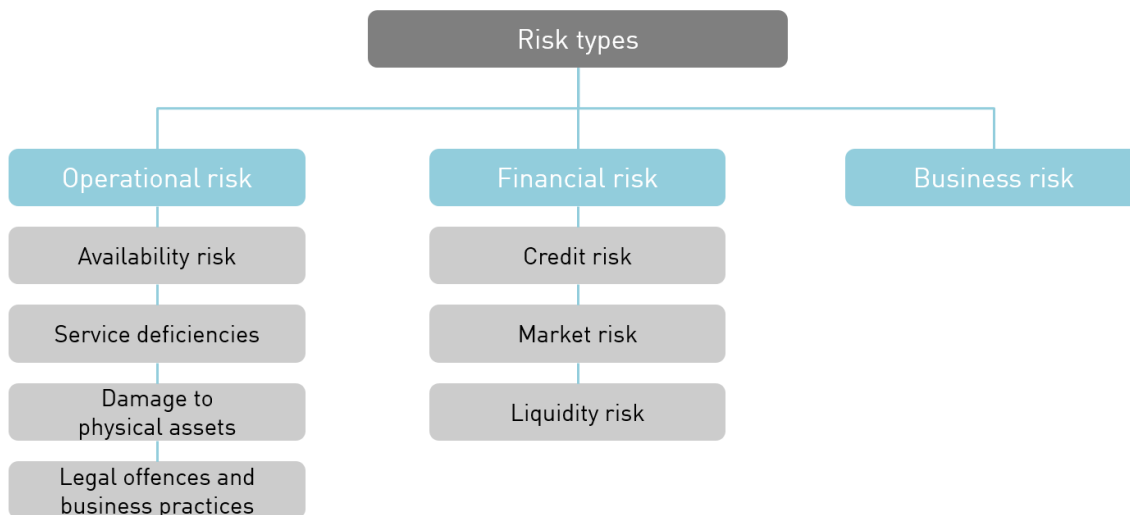 Risk types
Operational risk
Financial risk
Business risk
Availability risk
Credit risk
Service deficiencies
Market risk
Damage to
physical assets
Liquidity risk
Legal offences and
business practices